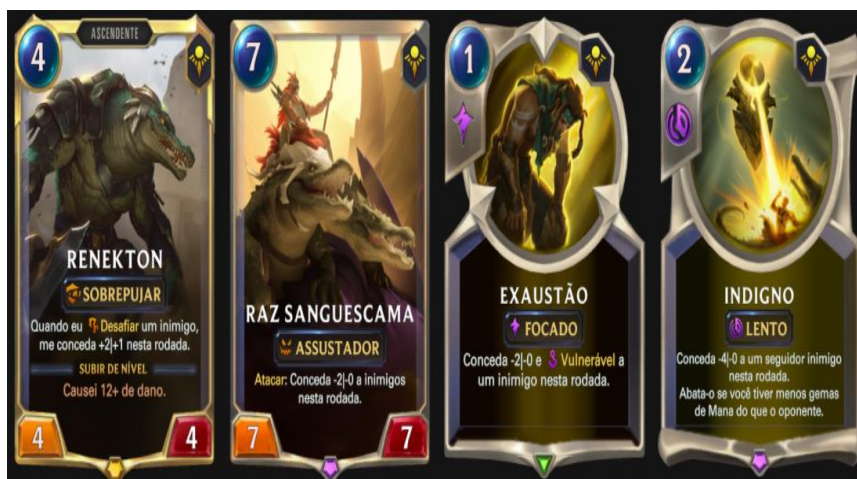 4
ASCENDENTE
RENEKTON
SOBREPUJAR
Quando eu Desafiar um inimigo,
me conceda +2|+1 nesta rodada.
SUBIR DE NÍVEL
Causei 12+ de dano.
4
4
7
RAZ SANGUESCAMA
ASSUSTADOR
Atacar: Conceda -2|-0 a inimigos
nesta rodada.
7
7
1
EXAUSTÃO
FOCADO
Conceda -2|-0 e Vulnerável a
um inimigo nesta rodada.
2
INDIGNO
LENTO
Conceda -4|-0 a um seguidor inimigo
nesta rodada.
Abata-o se você tiver menos gemas
de Mana do que o oponente.